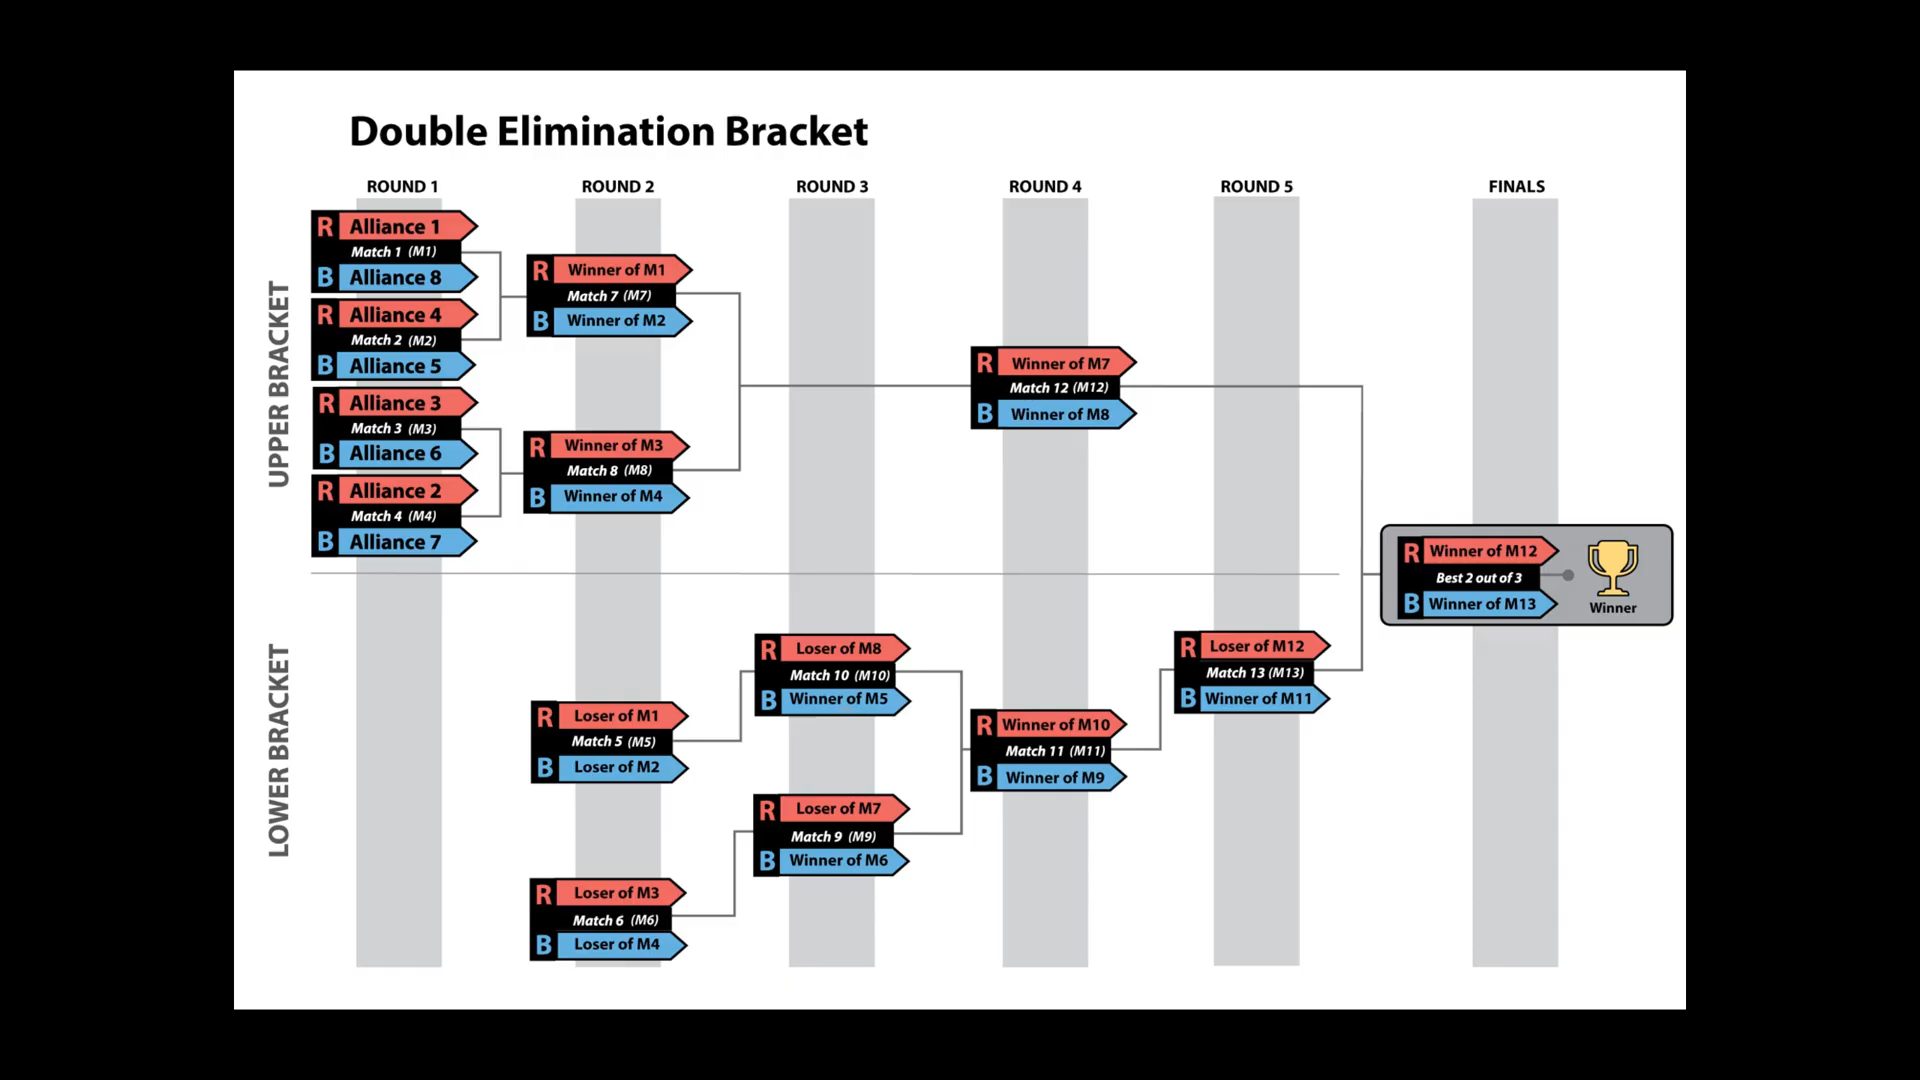 Double Elimination Bracket
ROUND 1
ROUND 2
ROUND 3
ROUND 4
ROUND 5
FINALS
UPPER BRACKET
R Alliance 1
Match 1 (M1)
B Alliance 8
R Alliance 4
Match 2 (M2)
B Alliance 5
R Alliance 3
Match 3 (M3)
B Alliance 6
R Alliance 2
Match 4 (M4)
B Alliance 7
R Winner of M1
Match 7 (M7)
B Winner of M2
R Winner of M3
Match 8 (M8)
B Winner of M4
R Winner of M7
Match 12 (M12)
B Winner of M8
LOWER BRACKET
R Loser of M1
Match 5 (M5)
B Loser of M2
R Loser of M3
Match 6 (M6)
B Loser of M4
R Loser of M8
Match 10 (M10)
B Winner of M5
R Loser of M7
Match 9 (M9)
B Winner of M6
R Winner of M10
Match 11 (M11)
B Winner of M9
R Loser of M12
Match 13 (M13)
B Winner of M11
R Winner of M12
Best 2 out of 3
B Winner of M13
Winner